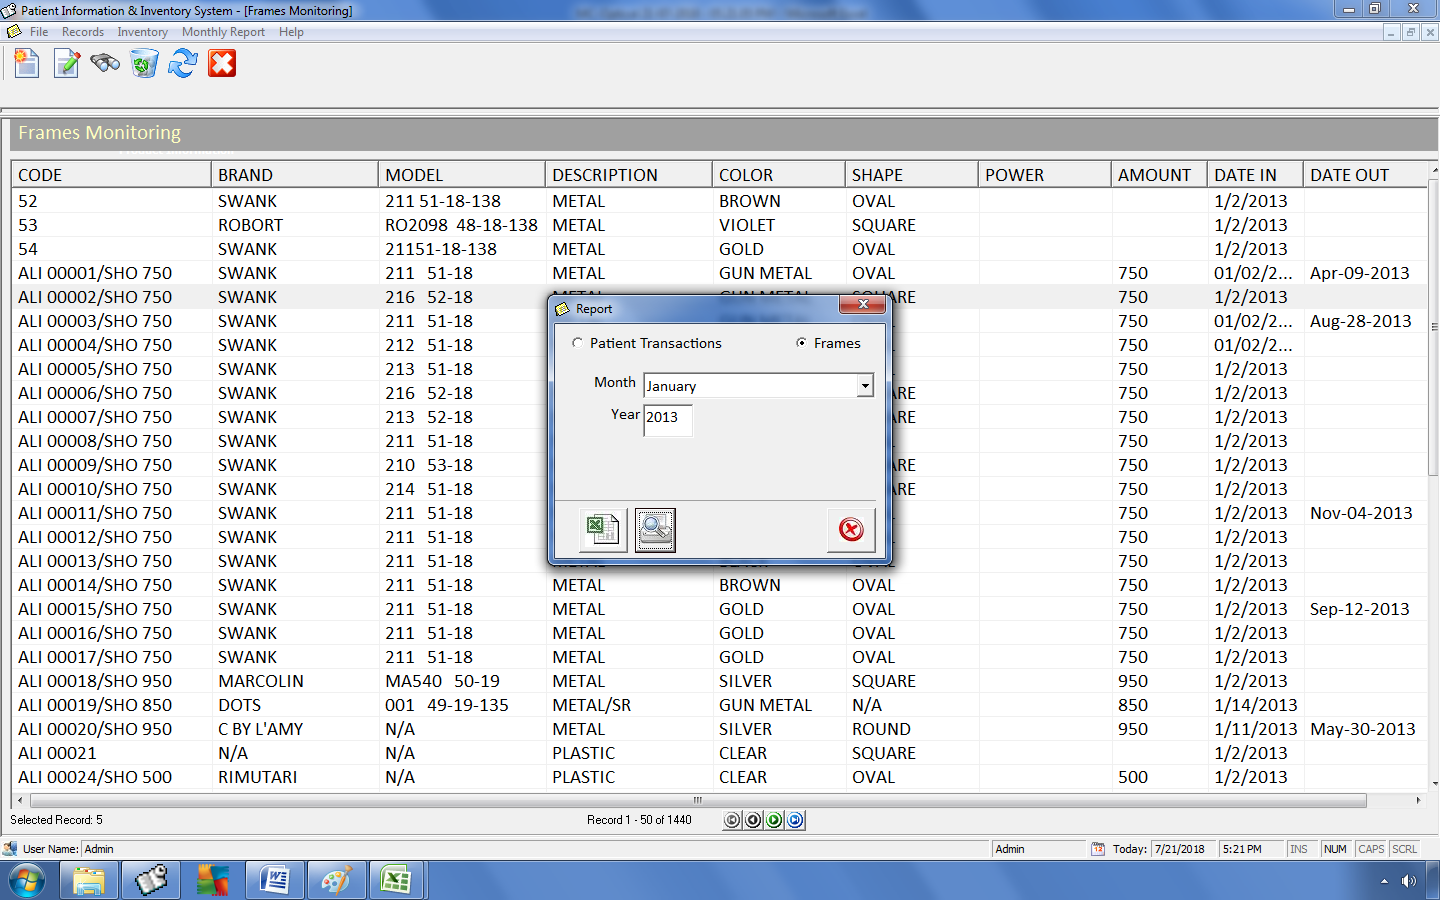 Patient Information & Inventory System - [Frames Monitoring]
File Records Inventory Monthly Report Help
Frames Monitoring
CODE BRAND MODEL DESCRIPTION COLOR SHAPE POWER AMOUNT DATE IN DATE OUT
52 SWANK 211 51-18-138 METAL BROWN OVAL 1/2/2013
53 ROBORT RO2098 48-18-138 METAL VIOLET SQUARE 1/2/2013
54 SWANK 21151-18-138 METAL GOLD OVAL 1/2/2013
ALI 00001/SHO 750 SWANK 211 51-18 METAL GUN METAL OVAL 750 01/02/2... Apr-09-2013
ALI 00002/SHO 750 SWANK 216 52-18 750 1/2/2013
ALI 00003/SHO 750 SWANK 211 51-18 750 01/02/2... Aug-28-2013
ALI 00004/SHO 750 SWANK 212 51-18 750 01/02/2...
ALI 00005/SHO 750 SWANK 213 51-18 750 1/2/2013
ALI 00006/SHO 750 SWANK 216 52-18 ARE 750 1/2/2013
ALI 00007/SHO 750 SWANK 213 52-18 ARE 750 1/2/2013
ALI 00008/SHO 750 SWANK 211 51-18 750 1/2/2013
ALI 00009/SHO 750 SWANK 210 53-18 ARE 750 1/2/2013
ALI 00010/SHO 750 SWANK 214 51-18 ARE 750 1/2/2013
ALI 00011/SHO 750 SWANK 211 51-18 750 1/2/2013 Nov-04-2013
ALI 00012/SHO 750 SWANK 211 51-18 750 1/2/2013
ALI 00013/SHO 750 SWANK 211 51-18 750 1/2/2013
ALI 00014/SHO 750 SWANK 211 51-18 METAL BROWN OVAL 750 1/2/2013
ALI 00015/SHO 750 SWANK 211 51-18 METAL GOLD OVAL 750 1/2/2013 Sep-12-2013
ALI 00016/SHO 750 SWANK 211 51-18 METAL GOLD OVAL 750 1/2/2013
ALI 00017/SHO 750 SWANK 211 51-18 METAL GOLD OVAL 750 1/2/2013
ALI 00018/SHO 950 MARCOLIN MA540 50-19 METAL SILVER SQUARE 950 1/2/2013
ALI 00019/SHO 850 DOTS 001 49-19-135 METAL/SR GUN METAL N/A 850 1/14/2013
ALI 00020/SHO 950 C BY L'AMY N/A METAL SILVER ROUND 950 1/11/2013 May-30-2013
ALI 00021 N/A N/A PLASTIC CLEAR SQUARE 1/2/2013
ALI 00024/SHO 500 RIMUTARI N/A PLASTIC CLEAR OVAL 500 1/2/2013
Report
Patient Transactions Frames
Month January
Year 2013
Selected Record: 5 Record 1 - 50 of 1440
User Name: Admin Admin Today: 7/21/2018 5:21 PM INS NUM CAPS SCRL